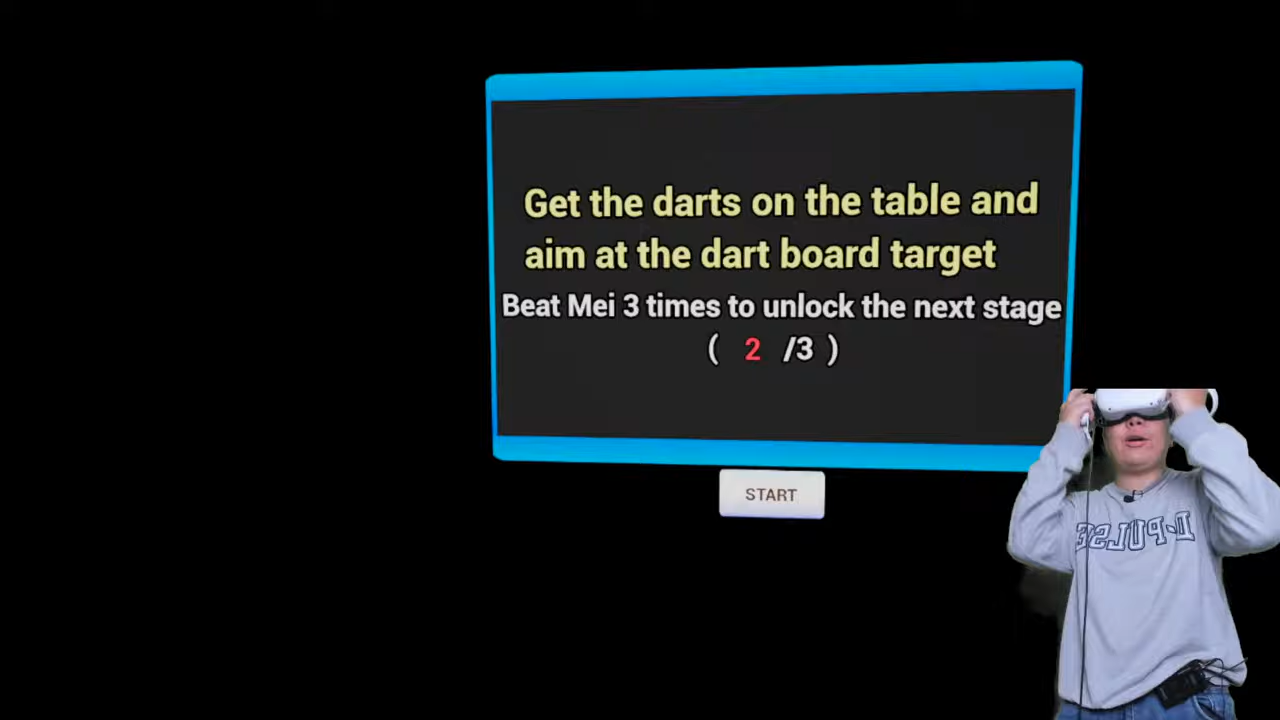 Get the darts on the table and
aim at the dart board target
Beat Mei 3 times to unlock the next stage
( 2 /3 )
START
D-PULSE